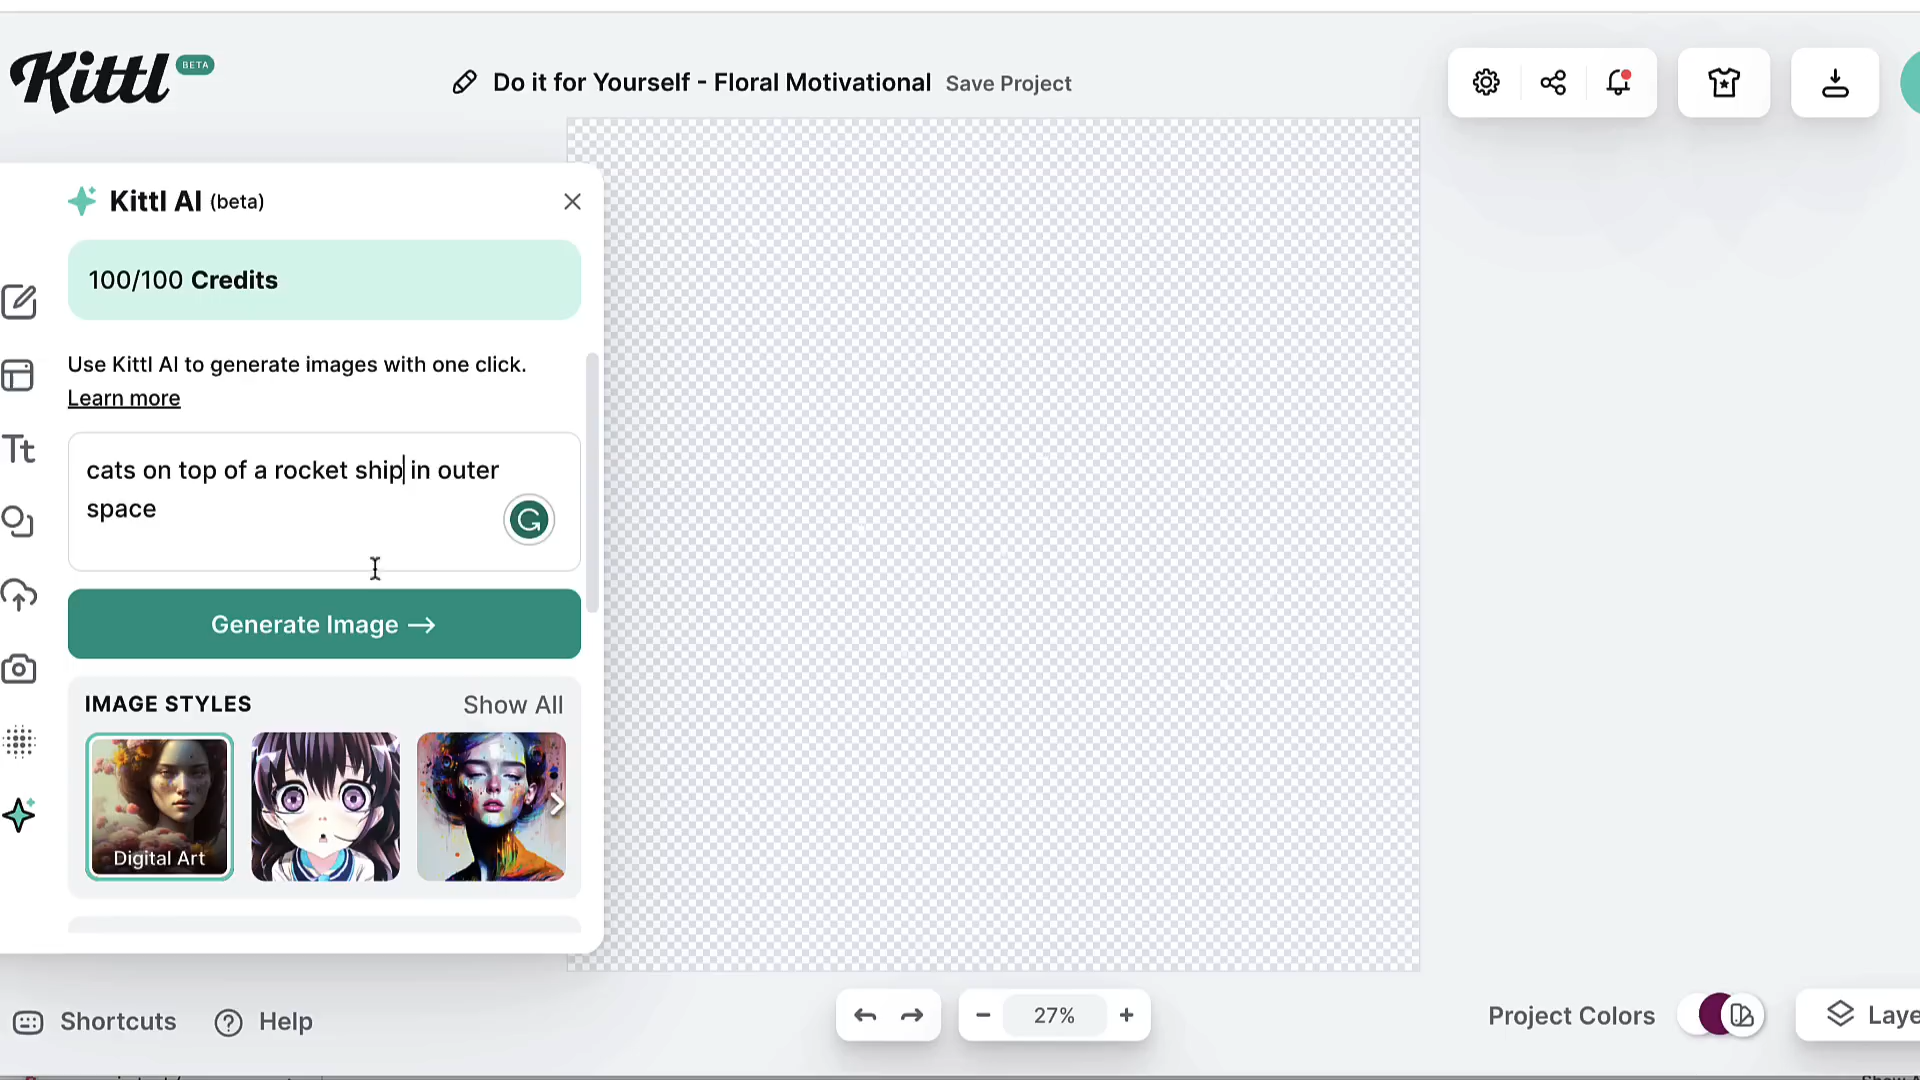 Kittl BETA
Do it for Yourself - Floral Motivational Save Project
Kittl AI (beta)
100/100 Credits
Use Kittl AI to generate images with one click.
Learn more
cats on top of a rocket ship in outer
space
Generate Image →
IMAGE STYLES Show All
Digital Art
Tt
Shortcuts
Help
27%
Project Colors
Laye